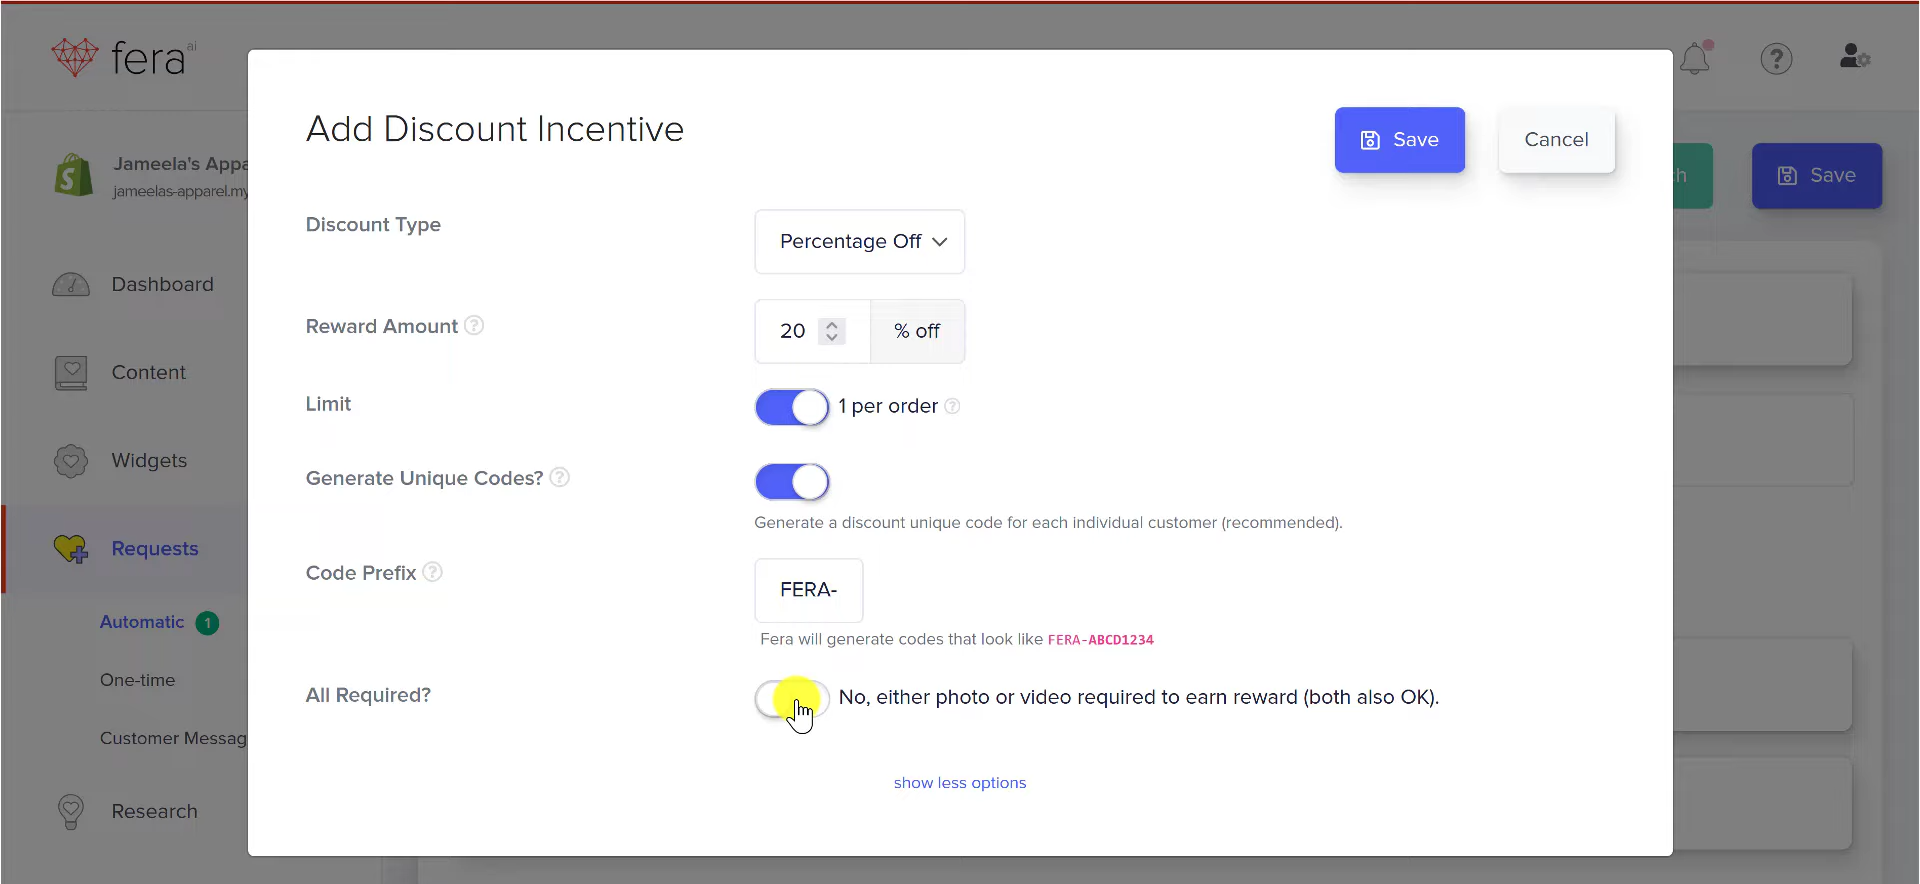 fera ai
Add Discount Incentive
Save
Cancel
Jameela's Appa
jameelas-apparel.my
h
Save
Discount Type
Percentage Off
Dashboard
Reward Amount ?
20
% off
Content
Limit
1 per order ?
Widgets
Generate Unique Codes? ?
Generate a discount unique code for each individual customer (recommended).
Requests
Code Prefix ?
FERA-
Automatic 1
Fera will generate codes that look like FERA-ABCD1234
One-time
All Required?
No, either photo or video required to earn reward (both also OK).
Customer Messag
show less options
Research